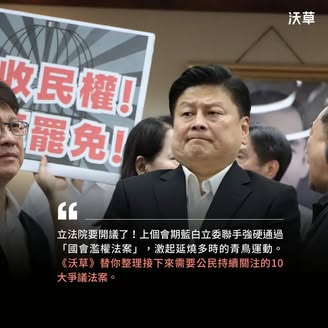 沃草
收民權!
罷免!
立法院要開議了！上個會期藍白立委聯手強硬通過
「國會濫權法案」，激起延燒多時的青鳥運動。
《沃草》替你整理接下來需要公民持續關注的10
大爭議法案。